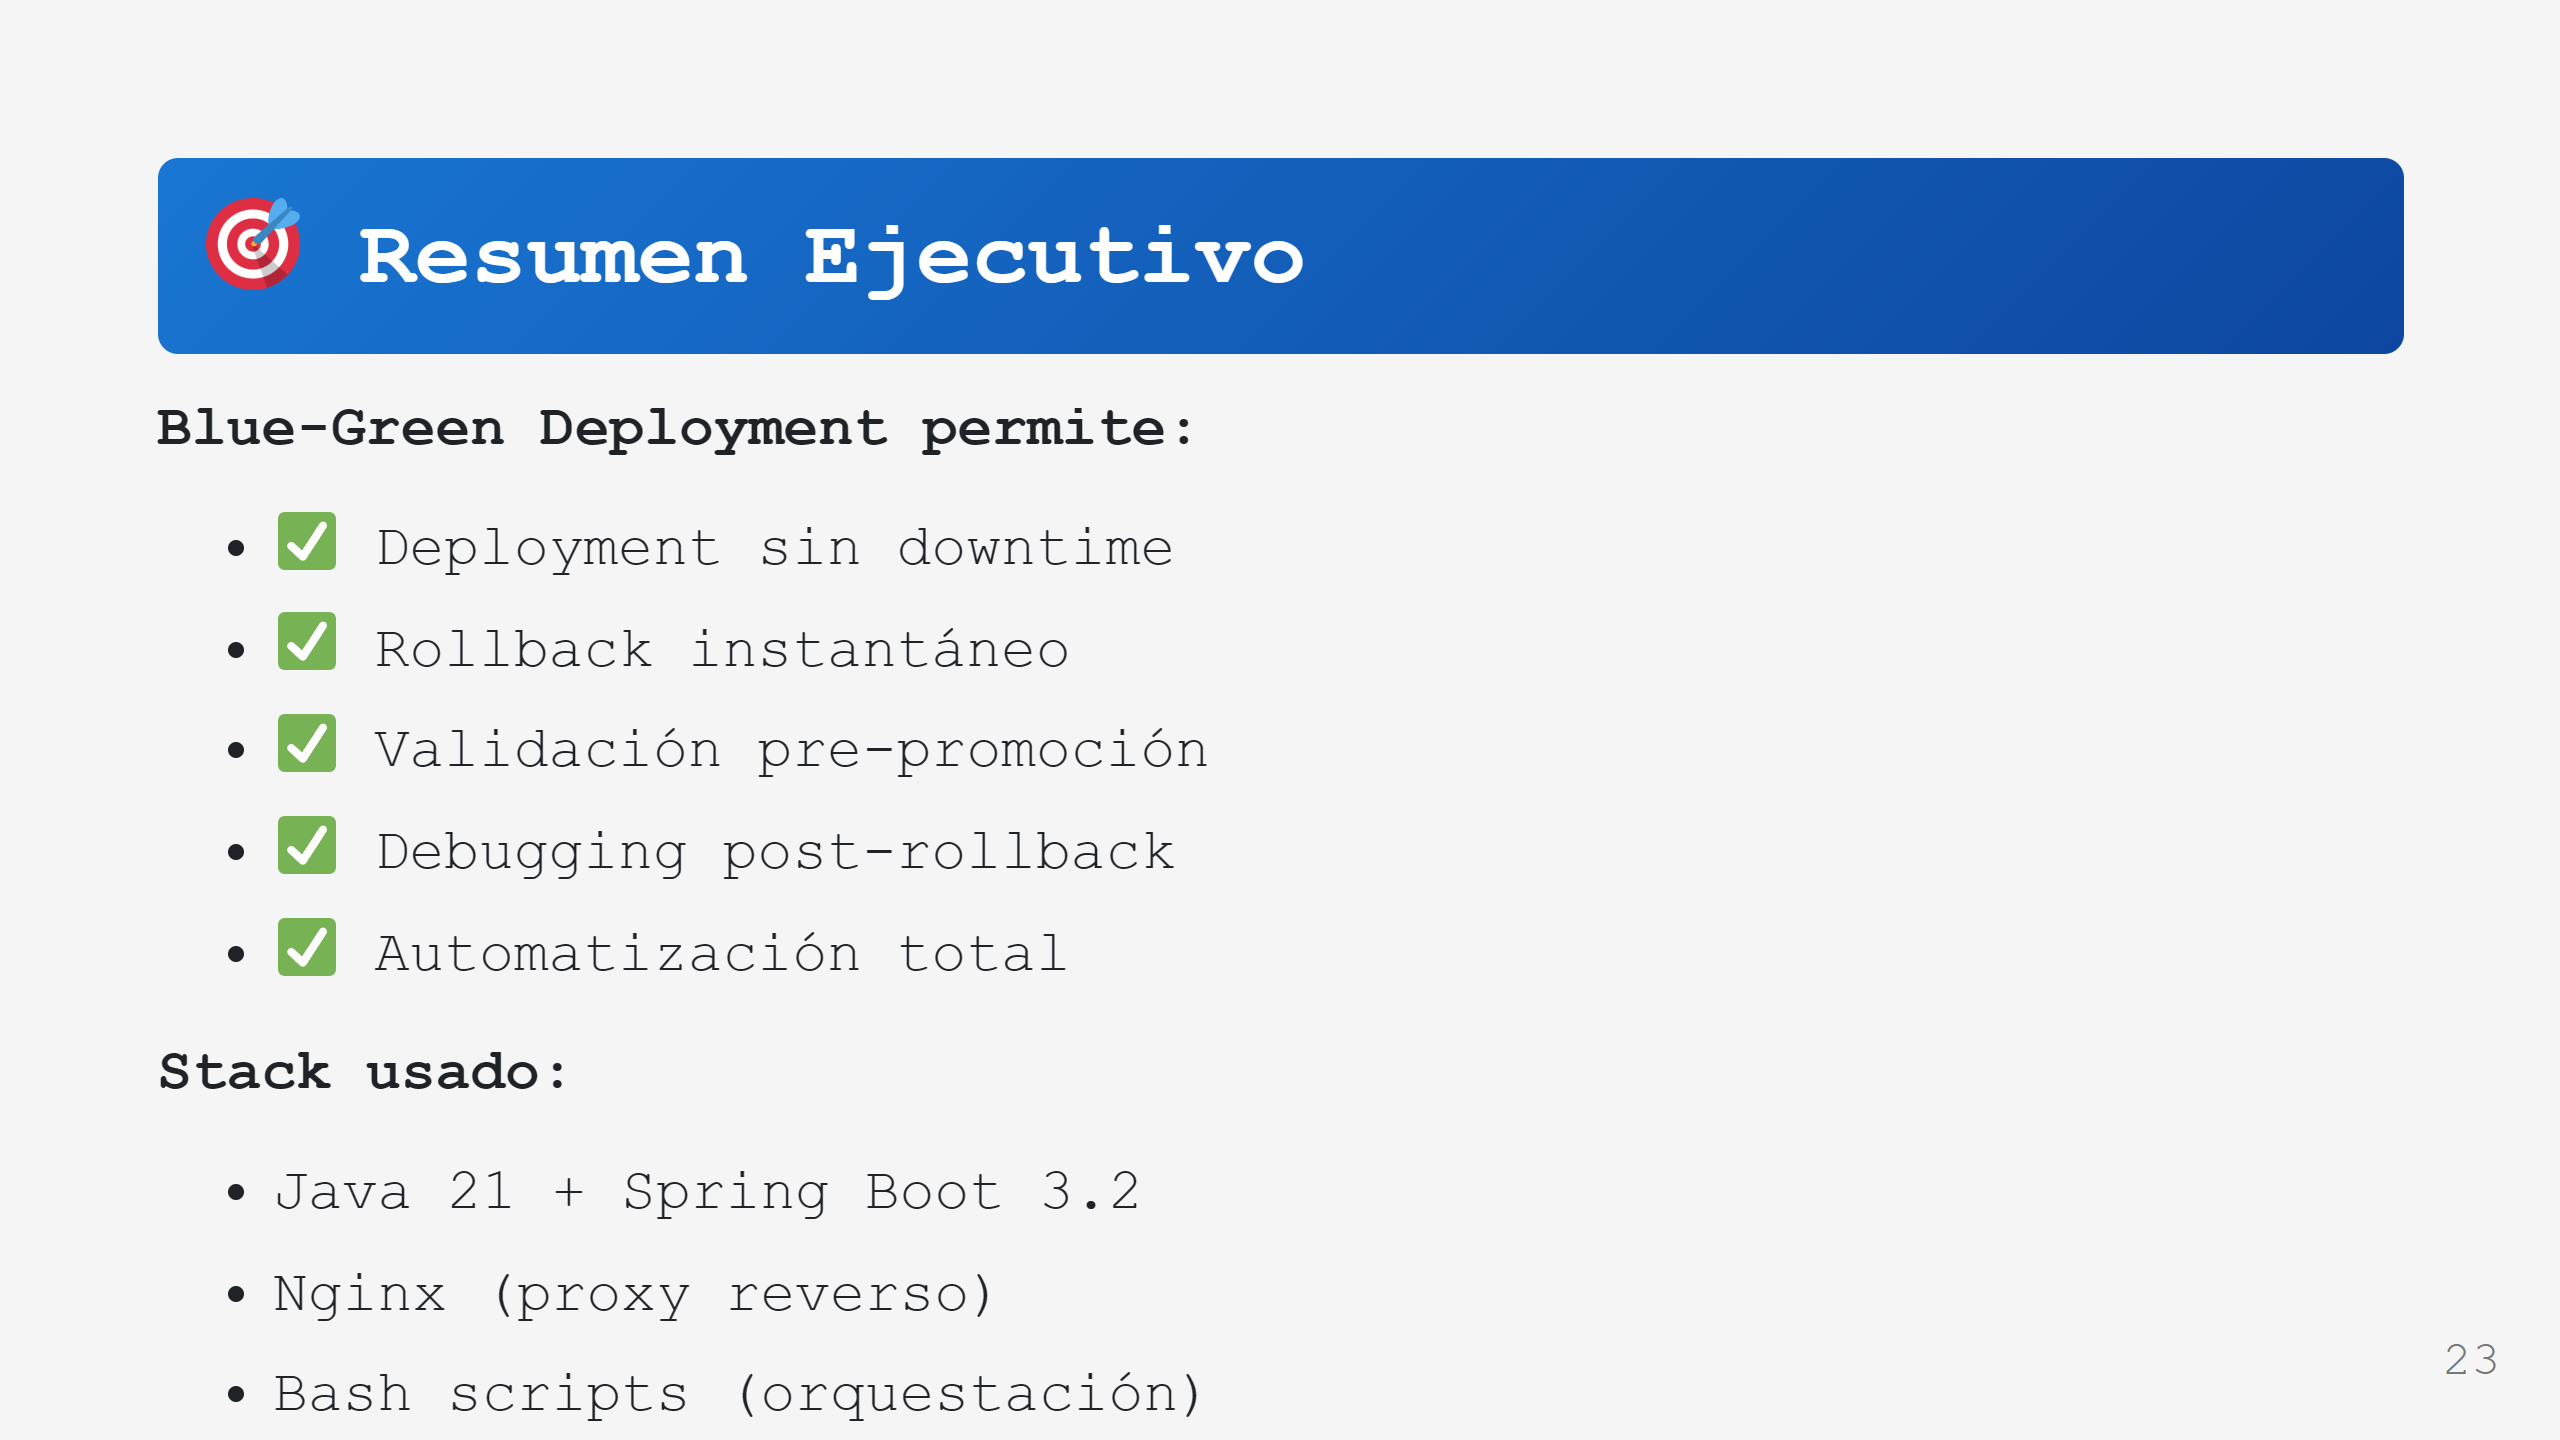 🎯 Resumen Ejecutivo
Blue-Green Deployment permite:
• ✅ Deployment sin downtime
• ✅ Rollback instantáneo
• ✅ Validación pre-promoción
• ✅ Debugging post-rollback
• ✅ Automatización total
Stack usado:
• Java 21 + Spring Boot 3.2
• Nginx (proxy reverso)
• Bash scripts (orquestación)
23